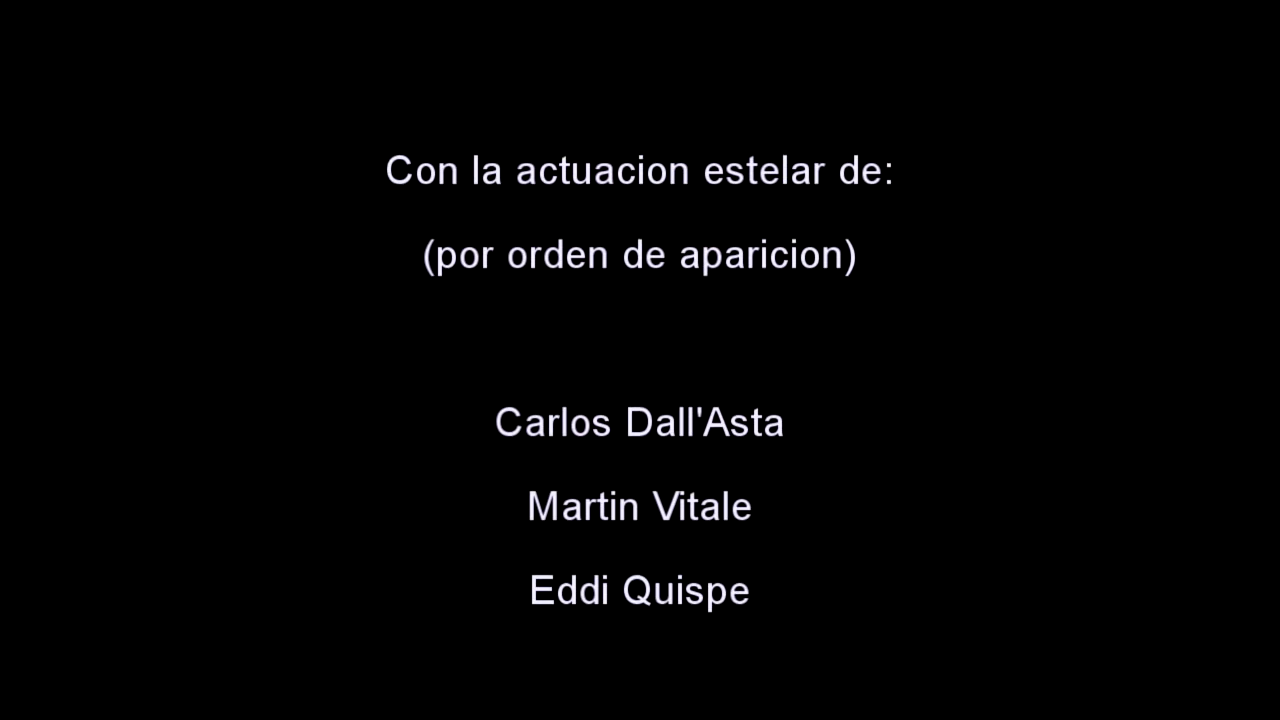 Con la actuacion estelar de:
(por orden de aparicion)
Carlos Dall'Asta
Martin Vitale
Eddi Quispe